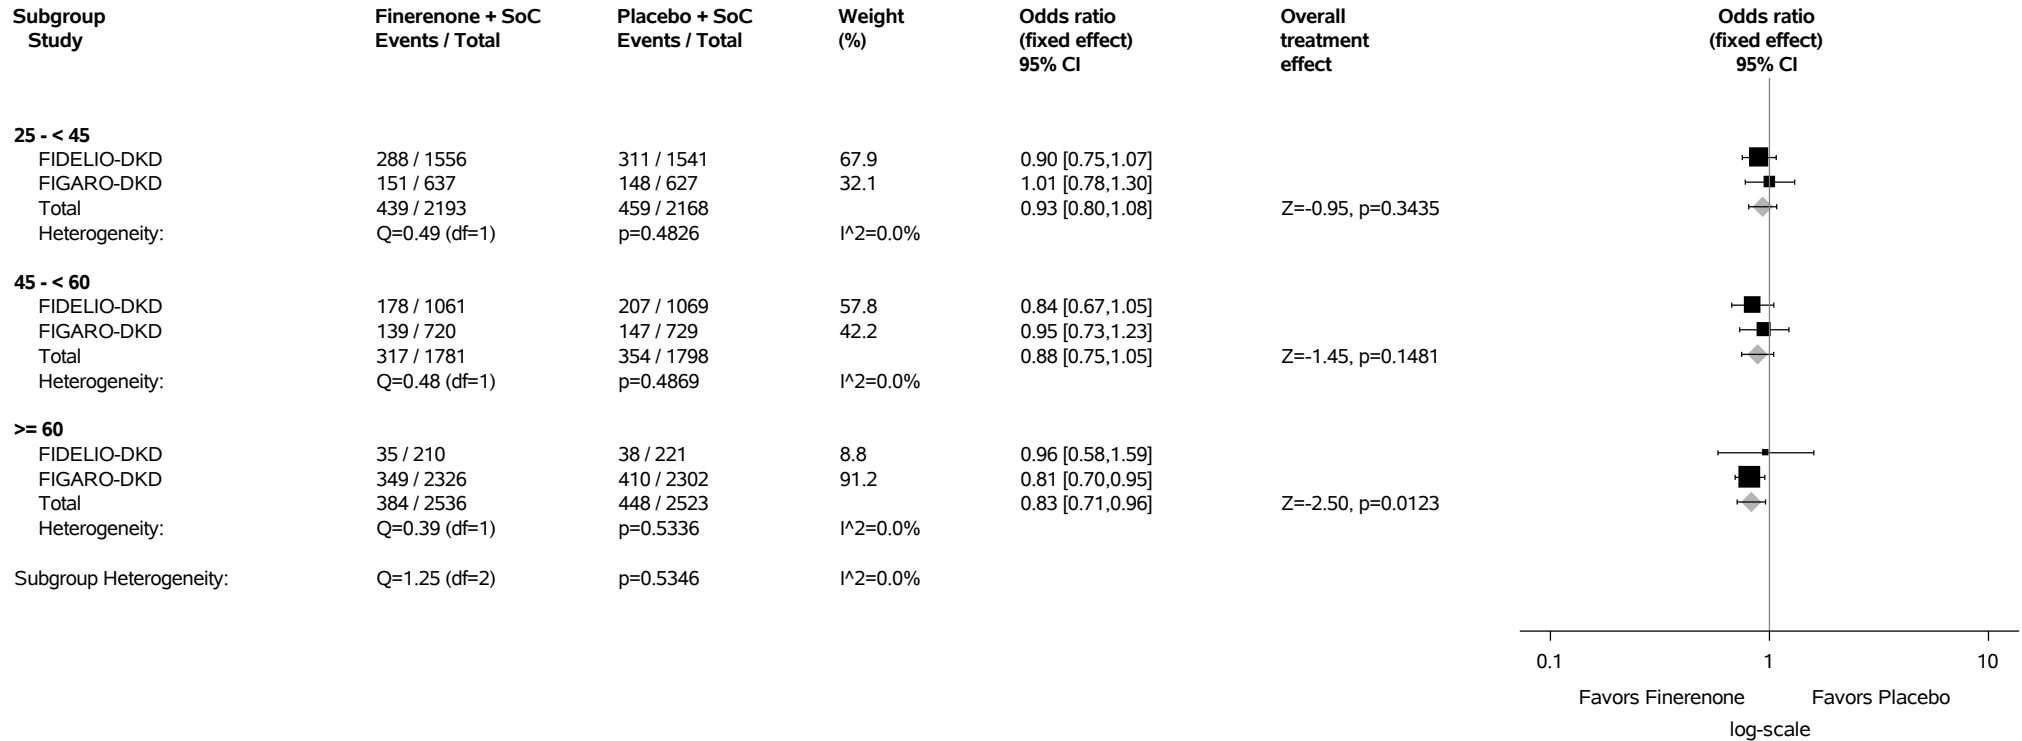 Subgroup Finerenone + SoC Placebo + SoC Weight Odds ratio Overall Odds ratio
Study Events / Total Events / Total (%) (fixed effect) treatment (fixed effect)
95% CI effect 95% CI
25 - < 45
FIDELIO-DKD 288 / 1556 311 / 1541 67.9 0.90 [0.75,1.07]
FIGARO-DKD 151 / 637 148 / 627 32.1 1.01 [0.78,1.30]
Total 439 / 2193 459 / 2168 0.93 [0.80,1.08] Z=-0.95, p=0.3435
Heterogeneity: Q=0.49 (df=1) p=0.4826 I^2=0.0%
45 - < 60
FIDELIO-DKD 178 / 1061 207 / 1069 57.8 0.84 [0.67,1.05]
FIGARO-DKD 139 / 720 147 / 729 42.2 0.95 [0.73,1.23]
Total 317 / 1781 354 / 1798 0.88 [0.75,1.05] Z=-1.45, p=0.1481
Heterogeneity: Q=0.48 (df=1) p=0.4869 I^2=0.0%
>= 60
FIDELIO-DKD 35 / 210 38 / 221 8.8 0.96 [0.58,1.59]
FIGARO-DKD 349 / 2326 410 / 2302 91.2 0.81 [0.70,0.95]
Total 384 / 2536 448 / 2523 0.83 [0.71,0.96] Z=-2.50, p=0.0123
Heterogeneity: Q=0.39 (df=1) p=0.5336 I^2=0.0%
Subgroup Heterogeneity: Q=1.25 (df=2) p=0.5346 I^2=0.0%
0.1 1 10
Favors Finerenone Favors Placebo
log-scale